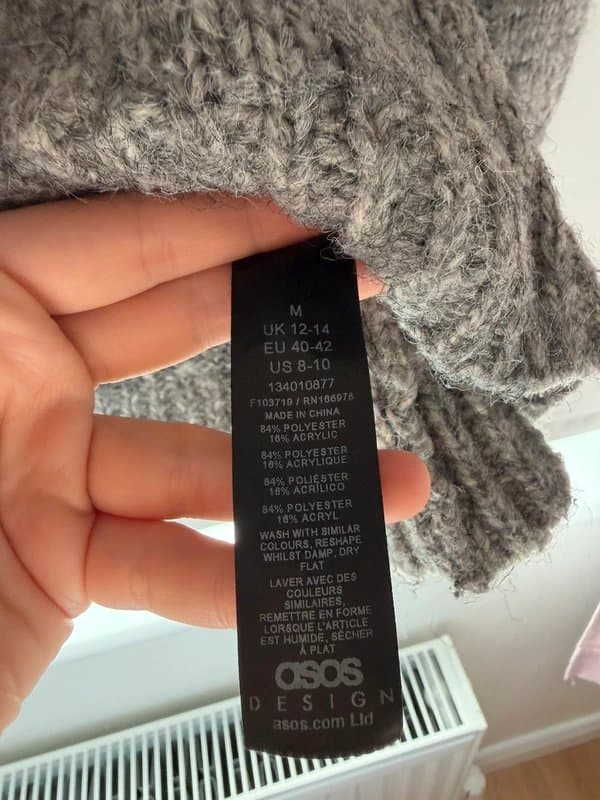 M
UK 12-14
EU 40-42
US 8-10
134010877
F103719 / RN166978
MADE IN CHINA
84% POLYESTER
16% ACRYLIC
84% POLYESTER
16% ACRYLIQUE
84% POLIÉSTER
16% ACRÍLICO
84% POLYESTER
16% ACRYL
WASH WITH SIMILAR
COLOURS, RESHAPE
WHILST DAMP, DRY
FLAT
LAVER AVEC DES
COULEURS
SIMILAIRES,
REMETTRE EN FORME
LORSQUE L'ARTICLE
EST HUMIDE, SÉCHER
À PLAT
asos
DESIGN
asos.com Ltd